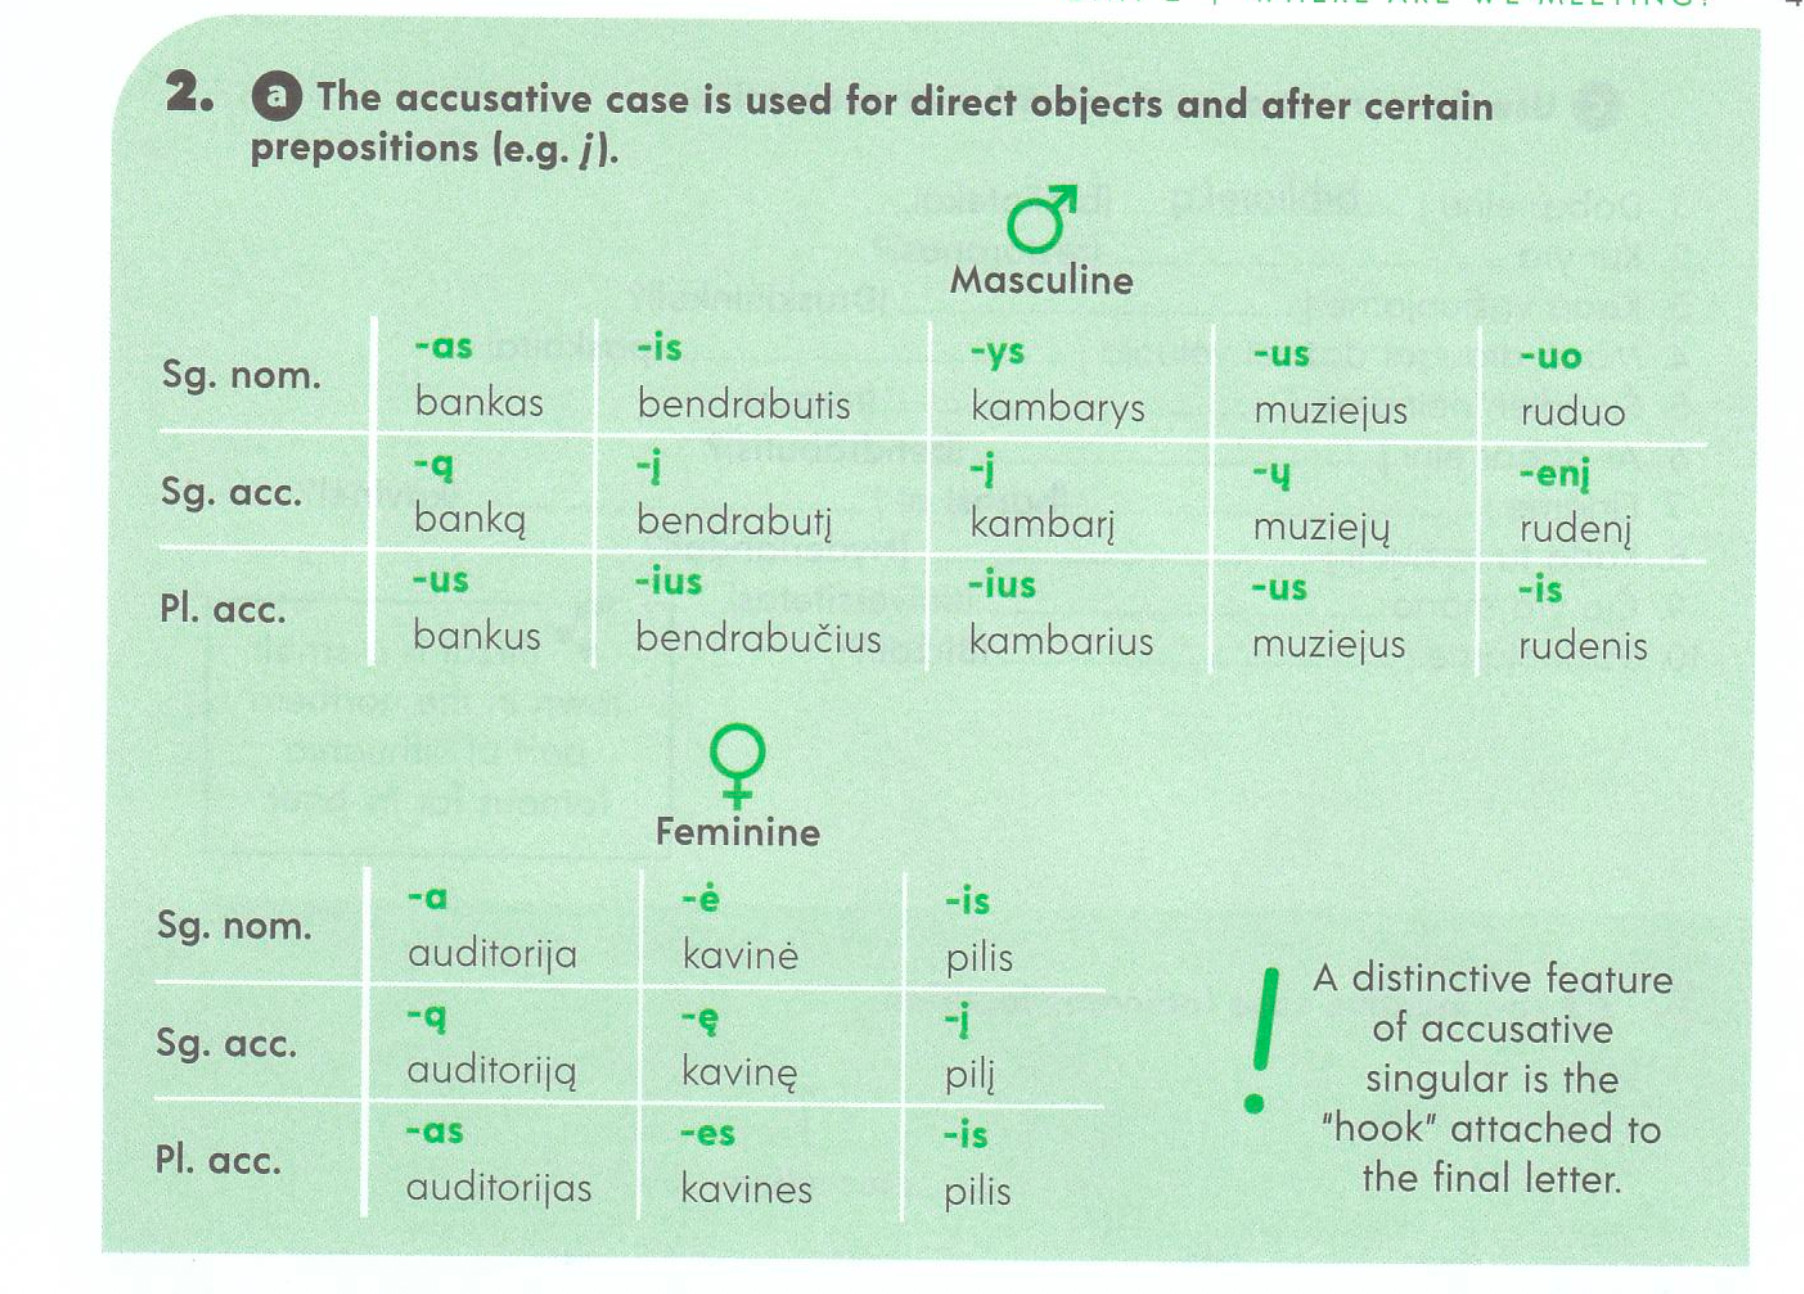 2. a The accusative case is used for direct objects and after certain
prepositions (e.g. į).
Masculine
-as -is -ys -us -uo
Sg. nom.
bankas bendrabutis kambarys muziejus ruduo
-ą -į -į -ų -enį
Sg. acc.
banką bendrabutį kambarį muziejų rudenį
-us -ius -ius -us -is
Pl. acc.
bankus bendrabučius kambarius muziejus rudenis
Feminine
-a -ė -is
Sg. nom.
auditorija kavinė pilis
-ą -ę -į
Sg. acc.
auditoriją kavinę pilį
-as -es -is
Pl. acc.
auditorijas kavines pilis
! A distinctive feature
of accusative
singular is the
"hook" attached to
the final letter.